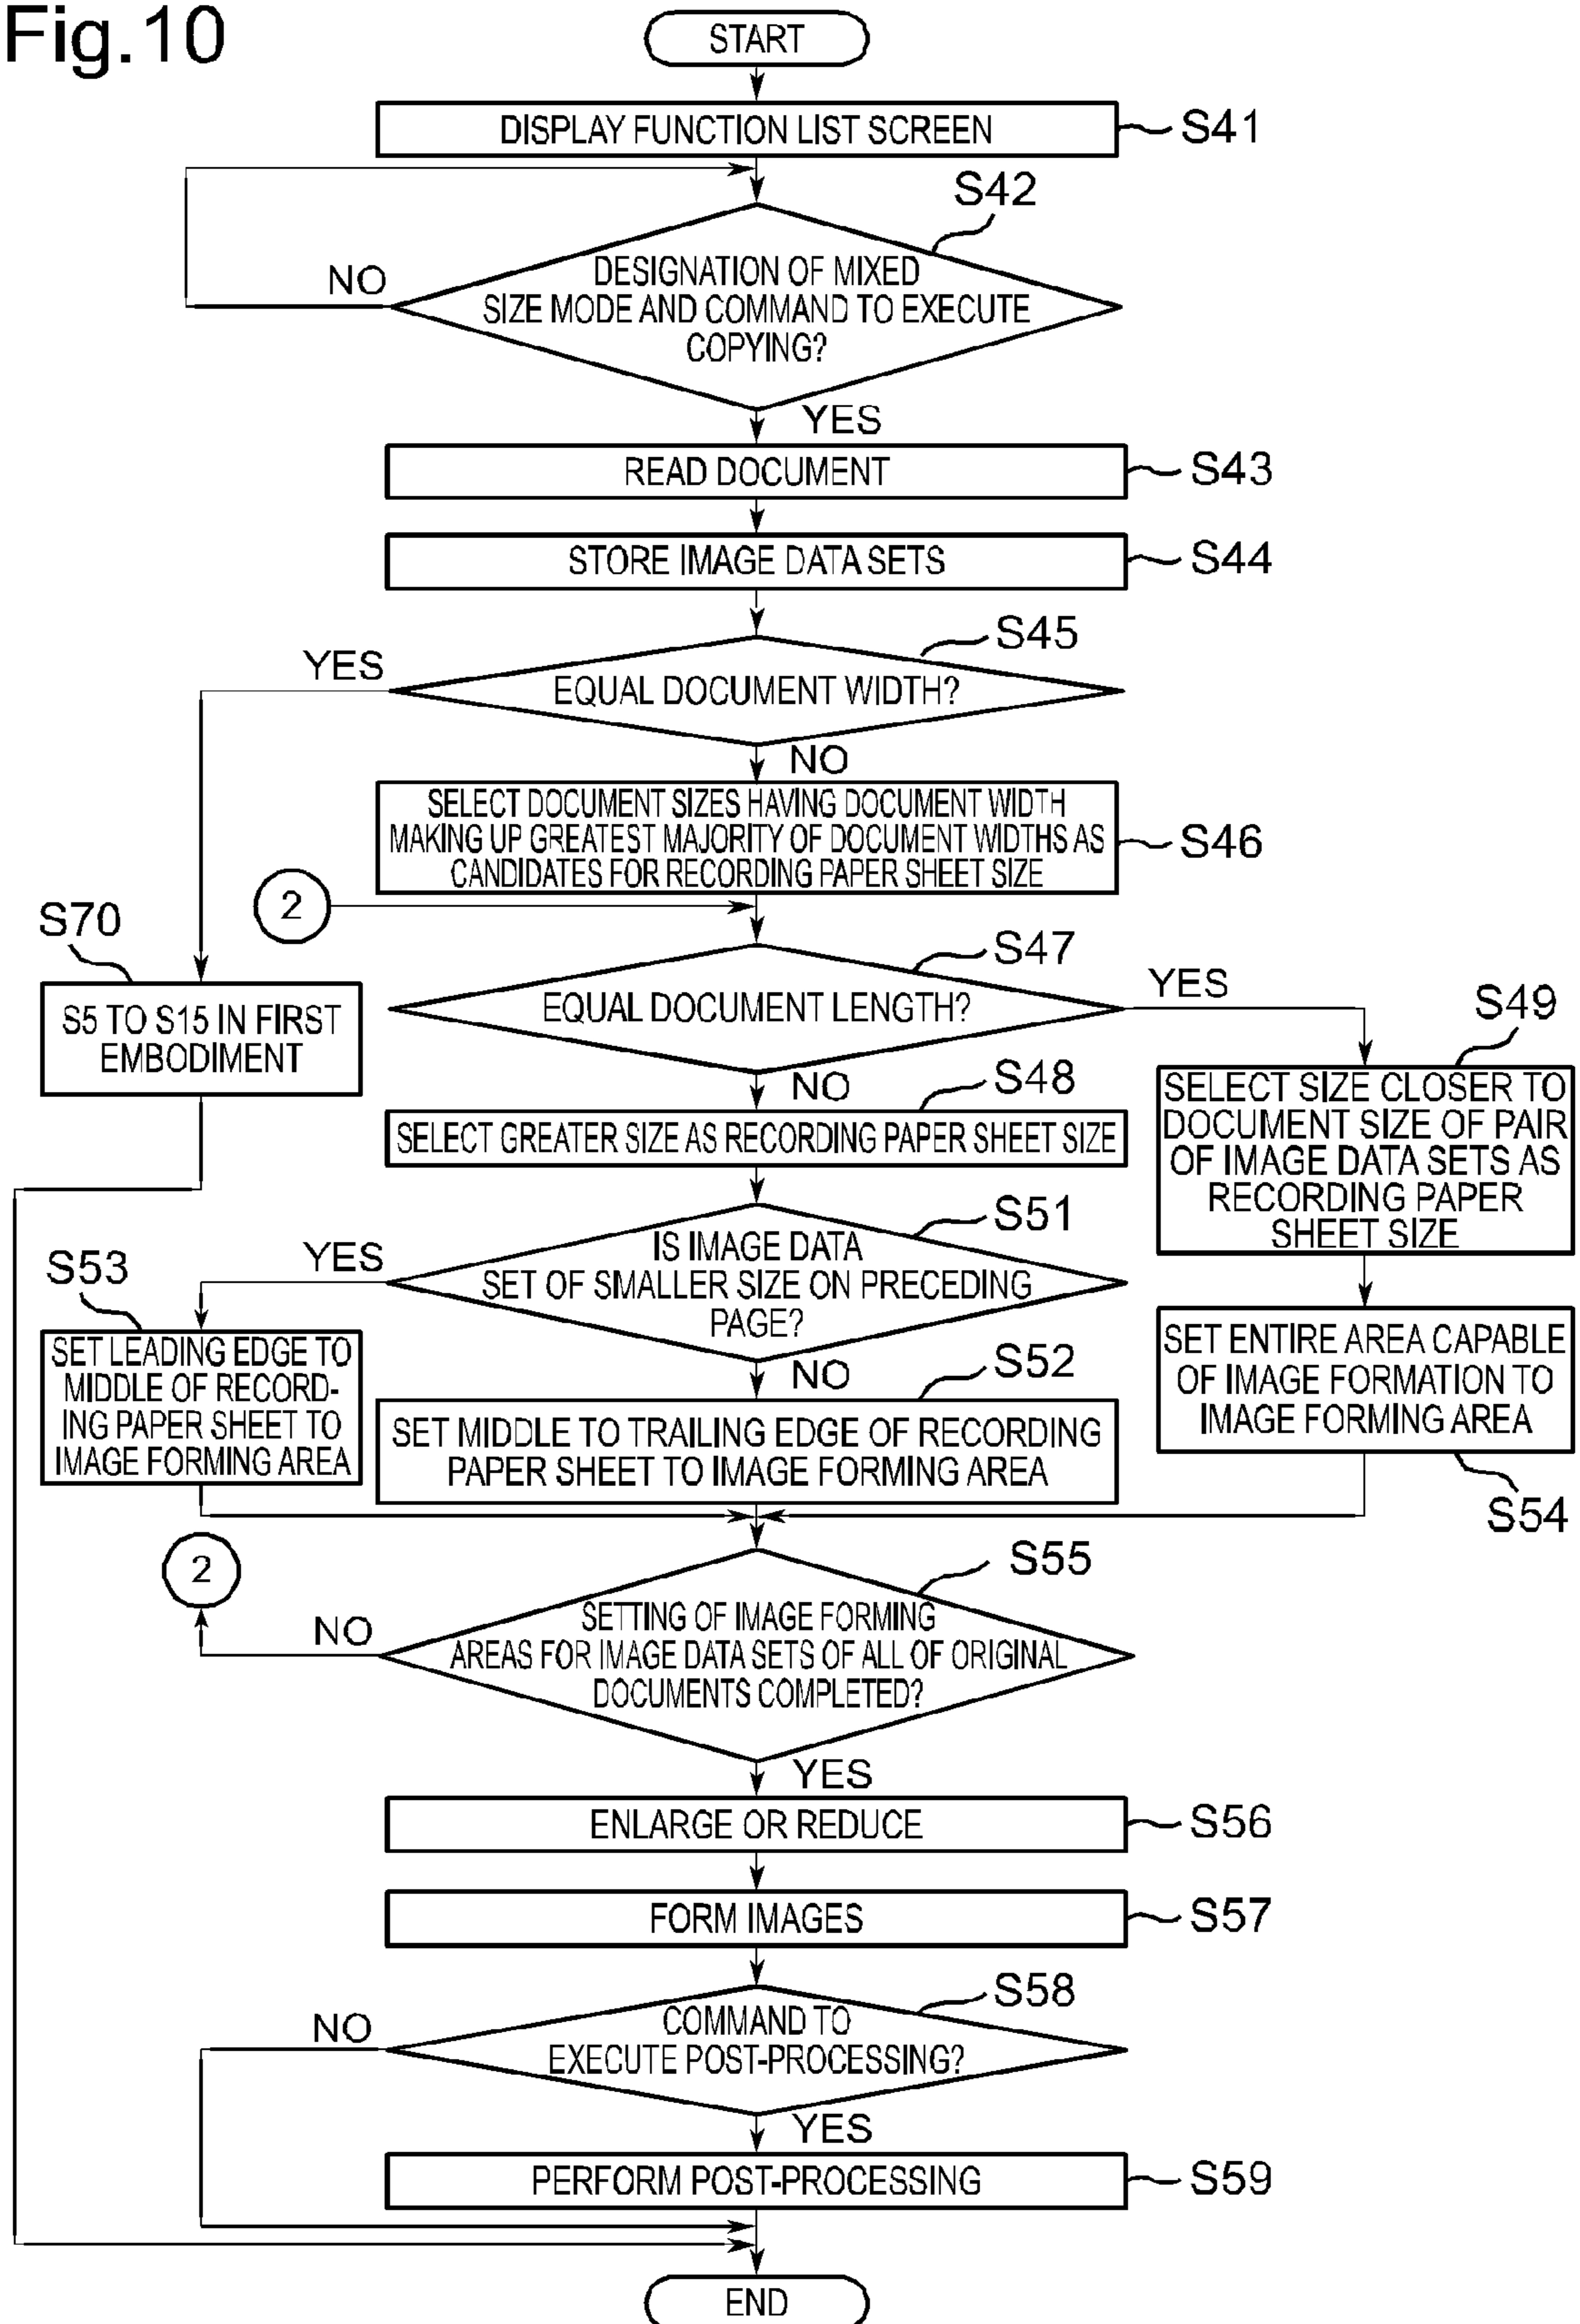 Fig.10
START
DISPLAY FUNCTION LIST SCREEN
S41
S42
DESIGNATION OF MIXED
SIZE MODE AND COMMAND TO EXECUTE
COPYING?
NO
YES
READ DOCUMENT
S43
STORE IMAGE DATA SETS
S44
S45
YES
EQUAL DOCUMENT WIDTH?
NO
SELECT DOCUMENT SIZES HAVING DOCUMENT WIDTH
MAKING UP GREATEST MAJORITY OF DOCUMENT WIDTHS AS
CANDIDATES FOR RECORDING PAPER SHEET SIZE
S46
2
S70
S5 TO S15 IN FIRST
EMBODIMENT
S47
EQUAL DOCUMENT LENGTH?
YES
NO
S49
SELECT SIZE CLOSER TO
DOCUMENT SIZE OF PAIR
OF IMAGE DATA SETS AS
RECORDING PAPER
SHEET SIZE
S48
SELECT GREATER SIZE AS RECORDING PAPER SHEET SIZE
S51
IS IMAGE DATA
SET OF SMALLER SIZE ON PRECEDING
PAGE?
YES
NO
S53
SET LEADING EDGE TO
MIDDLE OF RECORD-
ING PAPER SHEET TO
IMAGE FORMING AREA
S52
SET MIDDLE TO TRAILING EDGE OF RECORDING
PAPER SHEET TO IMAGE FORMING AREA
SET ENTIRE AREA CAPABLE
OF IMAGE FORMATION TO
IMAGE FORMING AREA
S54
2
S55
NO
SETTING OF IMAGE FORMING
AREAS FOR IMAGE DATA SETS OF ALL OF ORIGINAL
DOCUMENTS COMPLETED?
YES
ENLARGE OR REDUCE
S56
FORM IMAGES
S57
S58
NO
COMMAND TO
EXECUTE POST-PROCESSING?
YES
PERFORM POST-PROCESSING
S59
END